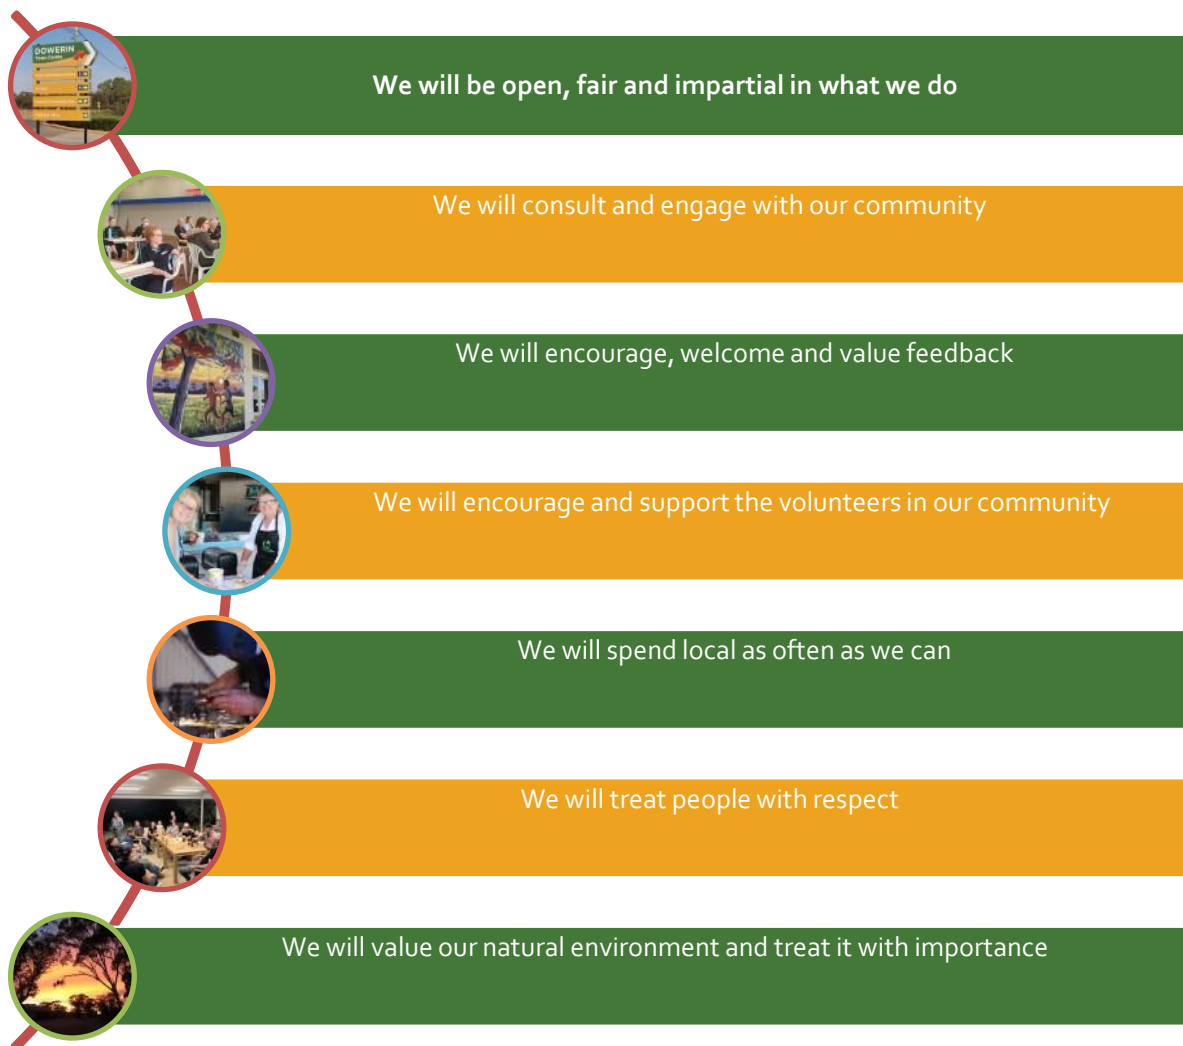 DOWERIN
Town Centre
We will be open, fair and impartial in what we do
We will consult and engage with our community
We will encourage, welcome and value feedback
We will encourage and support the volunteers in our community
We will spend local as often as we can
We will treat people with respect
We will value our natural environment and treat it with importance